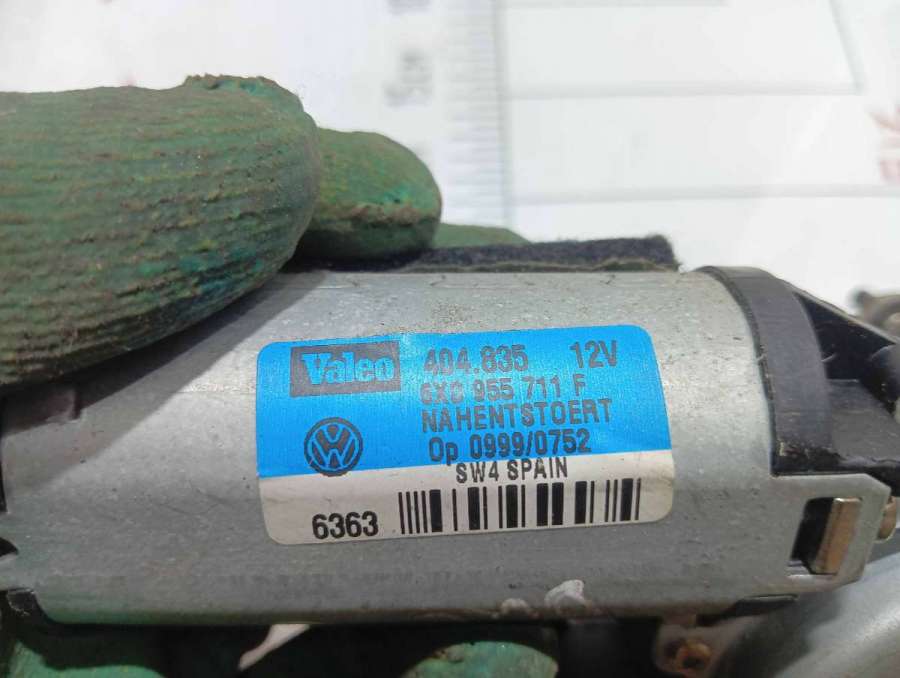 Valeo 404.835 12V
6X0 955 711 F
NAHENTSTOERT
Op 0999/0752
SW4 SPAIN
6363